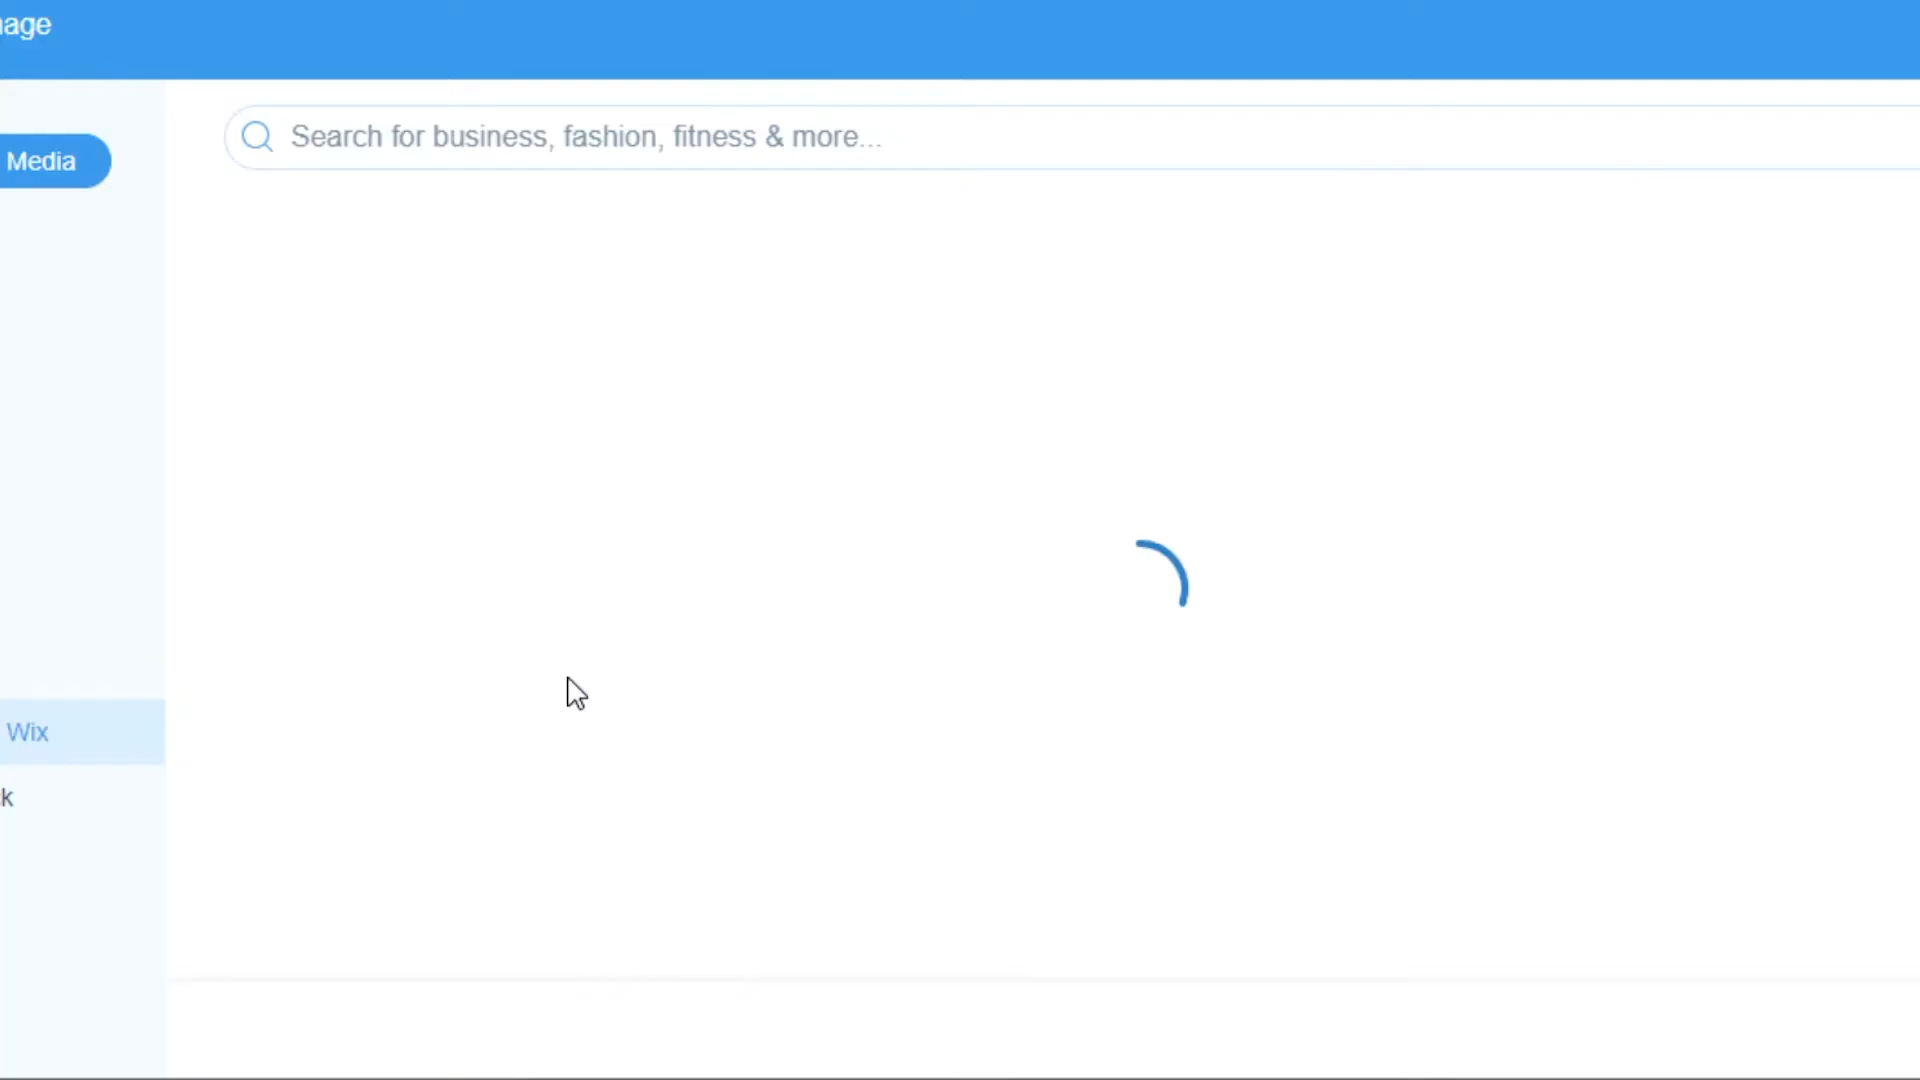 age
Search for business, fashion, fitness & more...
Media
Wix
k